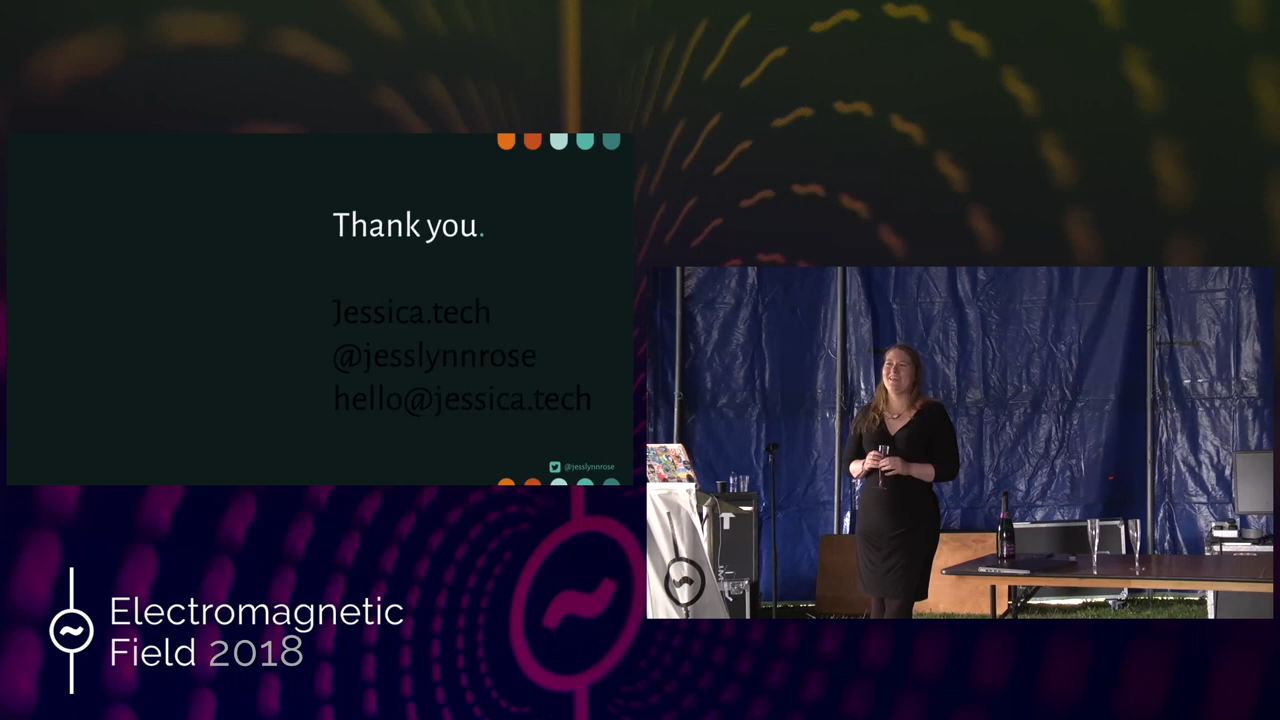 Thank you.
Jessica.tech
@jesslynnrose
hello@jessica.tech
@jesslynnrose
Electromagnetic
Field 2018